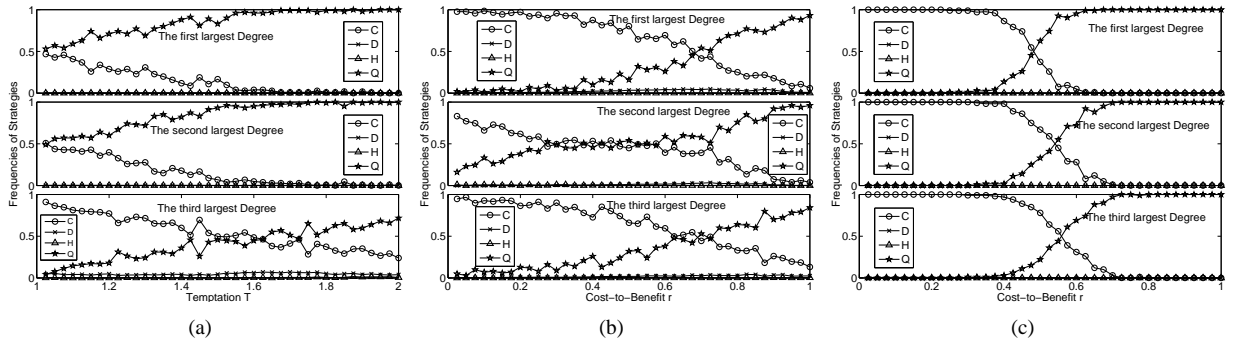 Frequencies of Strategies
1
0.5
0
The first largest Degree
C
D
H
Q
1
0.5
0
The second largest Degree
C
D
H
Q
1
0.5
0
The third largest Degree
C
D
H
Q
1 1.2 1.4 1.6 1.8 2
Temptation T
(a)
Frequencies of Strategies
1
0.5
0
The first largest Degree
C
D
H
Q
1
0.5
0
The second largest Degree
C
D
H
Q
1
0.5
0
The third largest Degree
C
D
H
Q
0 0.2 0.4 0.6 0.8 1
Cost-to-Benefit r
(b)
Frequencies of Strategies
1
0.5
0
The first largest Degree
C
D
H
Q
1
0.5
0
The second largest Degree
C
D
H
Q
1
0.5
0
The third largest Degree
C
D
H
Q
0 0.2 0.4 0.6 0.8 1
Cost-to-Benefit r
(c)